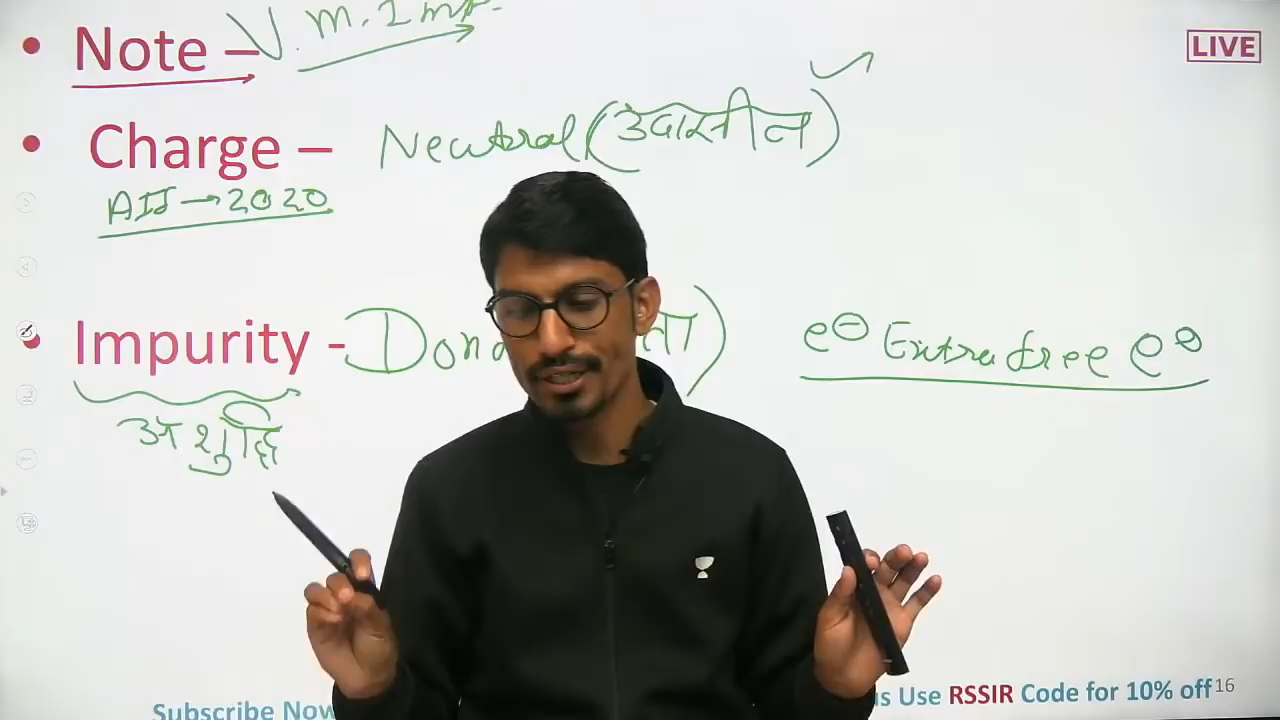 • Note – V. m. Imp.
LIVE
• Charge – Neutral (उदासीन)
AIJ → 2020
• Impurity - Don ता) e⊖ Extra free e⊖
अशुद्धि
Subscribe Now
s Use RSSIR Code for 10% off 16